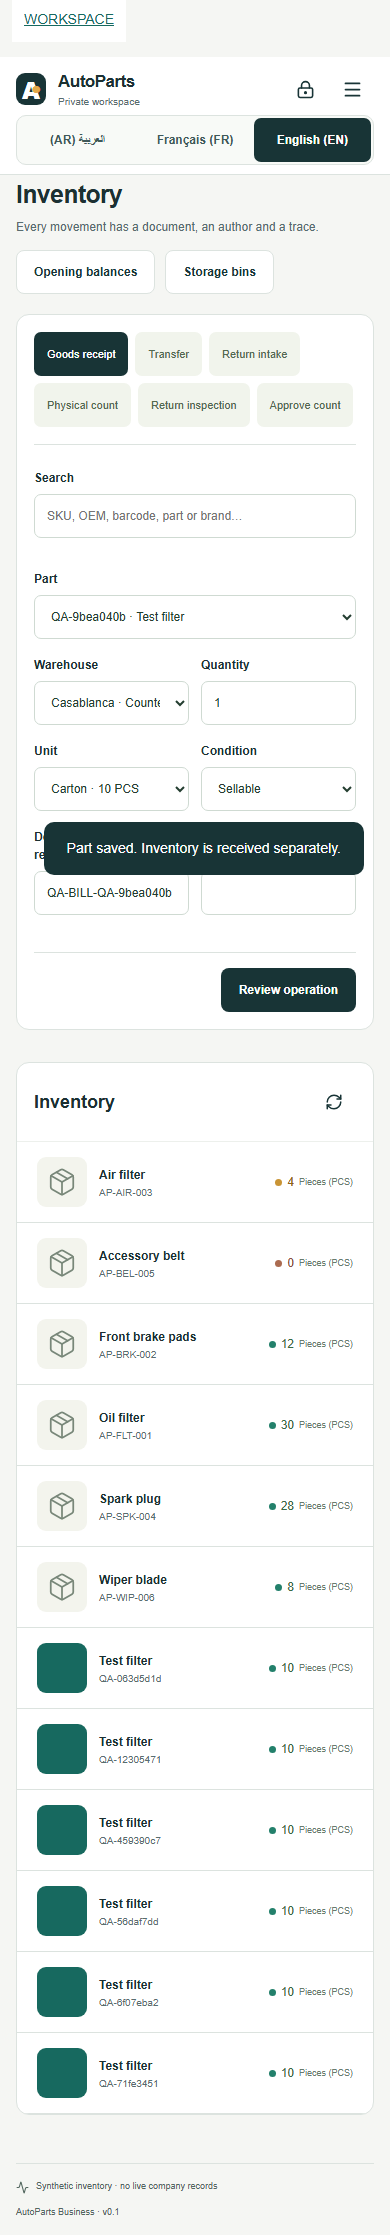 WORKSPACE
AutoParts
Private workspace
العربية (AR)
Français (FR)
English (EN)
Inventory
Every movement has a document, an author and a trace.
Opening balances
Storage bins
Goods receipt
Transfer
Return intake
Physical count
Return inspection
Approve count
Search
SKU, OEM, barcode, part or brand...
Part
QA-9bea040b · Test filter
Warehouse
Quantity
Casablanca · Counte
1
Unit
Condition
Carton · 10 PCS
Sellable
Part saved. Inventory is received separately.
QA-BILL-QA-9bea040b
Review operation
Inventory
Air filter
AP-AIR-003
4 Pieces (PCS)
Accessory belt
AP-BEL-005
0 Pieces (PCS)
Front brake pads
AP-BRK-002
12 Pieces (PCS)
Oil filter
AP-FLT-001
30 Pieces (PCS)
Spark plug
AP-SPK-004
28 Pieces (PCS)
Wiper blade
AP-WIP-006
8 Pieces (PCS)
Test filter
QA-063d5d1d
10 Pieces (PCS)
Test filter
QA-12305471
10 Pieces (PCS)
Test filter
QA-459390c7
10 Pieces (PCS)
Test filter
QA-56daf7dd
10 Pieces (PCS)
Test filter
QA-6f07eba2
10 Pieces (PCS)
Test filter
QA-71fe3451
10 Pieces (PCS)
Synthetic inventory · no live company records
AutoParts Business · v0.1